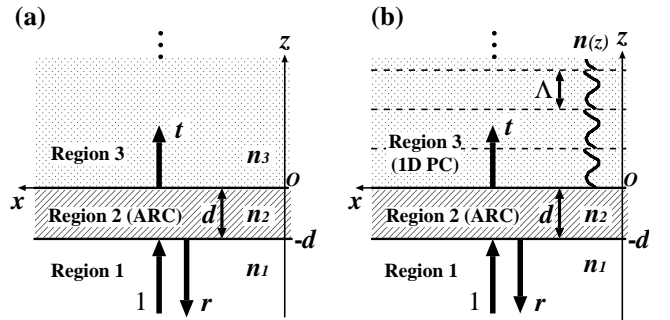 (a)
z
t
Region 3
n3
o
x
Region 2 (ARC)
d
n2
-d
Region 1
n1
1
r
(b)
n(z)
z
Λ
t
Region 3
(1D PC)
o
x
Region 2 (ARC)
d
n2
-d
Region 1
n1
1
r